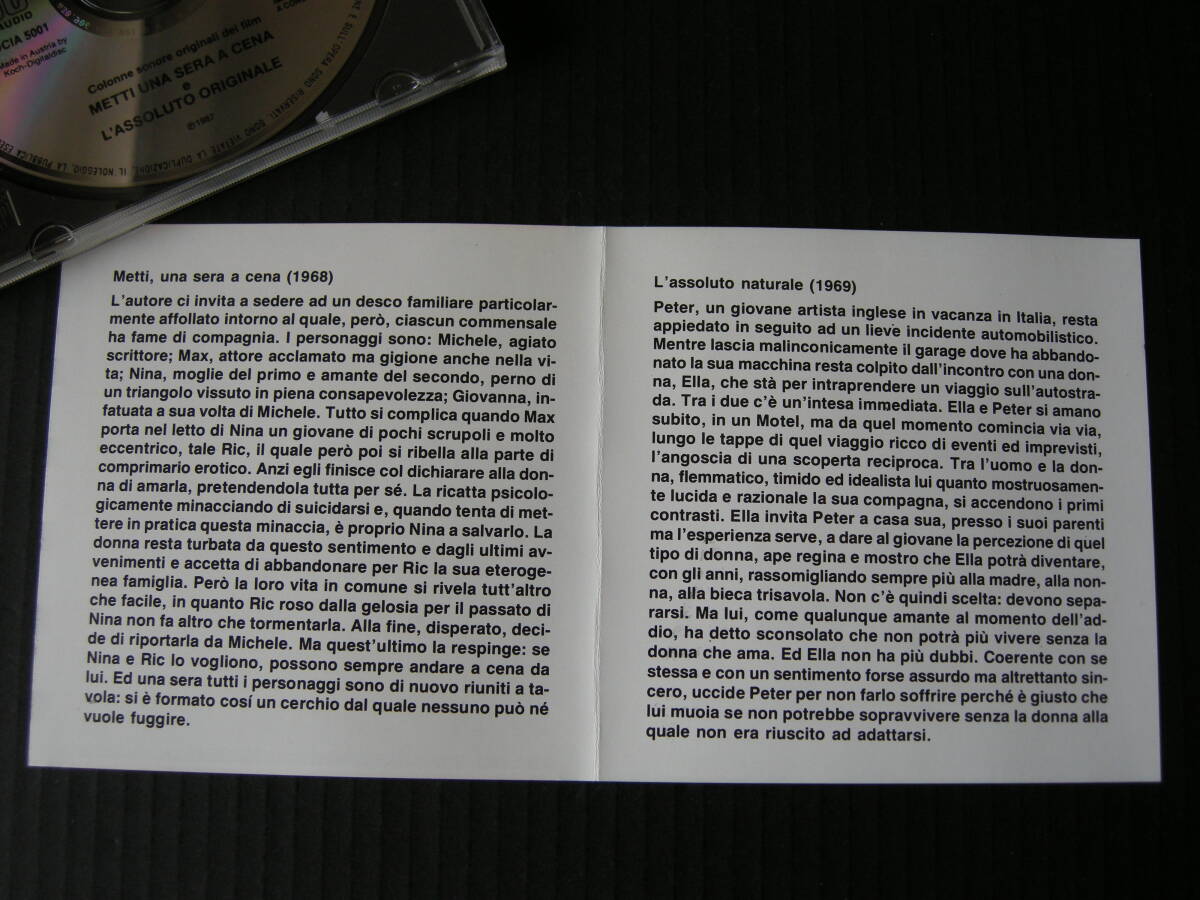 AUDIO
CIA 5001
Made in Austria by
Koch-Digitaldisc
Colonne sonore originali dei film
METTI UNA SERA A CENA
e
L'ASSOLUTO ORIGINALE
℗1987
E SULL'OPERA SONO RISERVATI. SONO VIETATE LA DUPLICAZIONE, IL NOLEGGIO, LA PUBBLICA
Metti, una sera a cena (1968)
L'autore ci invita a sedere ad un desco familiare particolar-
mente affollato intorno al quale, però, ciascun commensale
ha fame di compagnia. I personaggi sono: Michele, agiato
scrittore; Max, attore acclamato ma gigione anche nella vi-
ta; Nina, moglie del primo e amante del secondo, perno di
un triangolo vissuto in piena consapevolezza; Giovanna, in-
fatuata a sua volta di Michele. Tutto si complica quando Max
porta nel letto di Nina un giovane di pochi scrupoli e molto
eccentrico, tale Ric, il quale però poi si ribella alla parte di
comprimario erotico. Anzi egli finisce col dichiarare alla don-
na di amarla, pretendendola tutta per sé. La ricatta psicolo-
gicamente minacciando di suicidarsi e, quando tenta di met-
tere in pratica questa minaccia, è proprio Nina a salvarlo. La
donna resta turbata da questo sentimento e dagli ultimi av-
venimenti e accetta di abbandonare per Ric la sua eteroge-
nea famiglia. Però la loro vita in comune si rivela tutt'altro
che facile, in quanto Ric roso dalla gelosia per il passato di
Nina non fa altro che tormentarla. Alla fine, disperato, deci-
de di riportarla da Michele. Ma quest'ultimo la respinge: se
Nina e Ric lo vogliono, possono sempre andare a cena da
lui. Ed una sera tutti i personaggi sono di nuovo riuniti a ta-
vola: si è formato cosí un cerchio dal quale nessuno può né
vuole fuggire.
L'assoluto naturale (1969)
Peter, un giovane artista inglese in vacanza in Italia, resta
appiedato in seguito ad un lieve incidente automobilistico.
Mentre lascia malinconicamente il garage dove ha abbando-
nato la sua macchina resta colpito dall'incontro con una don-
na, Ella, che stà per intraprendere un viaggio sull'autostra-
da. Tra i due c'è un'intesa immediata. Ella e Peter si amano
subito, in un Motel, ma da quel momento comincia via via,
lungo le tappe di quel viaggio ricco di eventi ed imprevisti,
l'angoscia di una scoperta reciproca. Tra l'uomo e la don-
na, flemmatico, timido ed idealista lui quanto mostruosamen-
te lucida e razionale la sua compagna, si accendono i primi
contrasti. Ella invita Peter a casa sua, presso i suoi parenti
ma l'esperienza serve, a dare al giovane la percezione di quel
tipo di donna, ape regina e mostro che Ella potrà diventare,
con gli anni, rassomigliando sempre più alla madre, alla non-
na, alla bieca trisavola. Non c'è quindi scelta: devono sepa-
rarsi. Ma lui, come qualunque amante al momento dell'ad-
dio, ha detto sconsolato che non potrà più vivere senza la
donna che ama. Ed Ella non ha più dubbi. Coerente con se
stessa e con un sentimento forse assurdo ma altrettanto sin-
cero, uccide Peter per non farlo soffrire perché è giusto che
lui muoia se non potrebbe sopravvivere senza la donna alla
quale non era riuscito ad adattarsi.